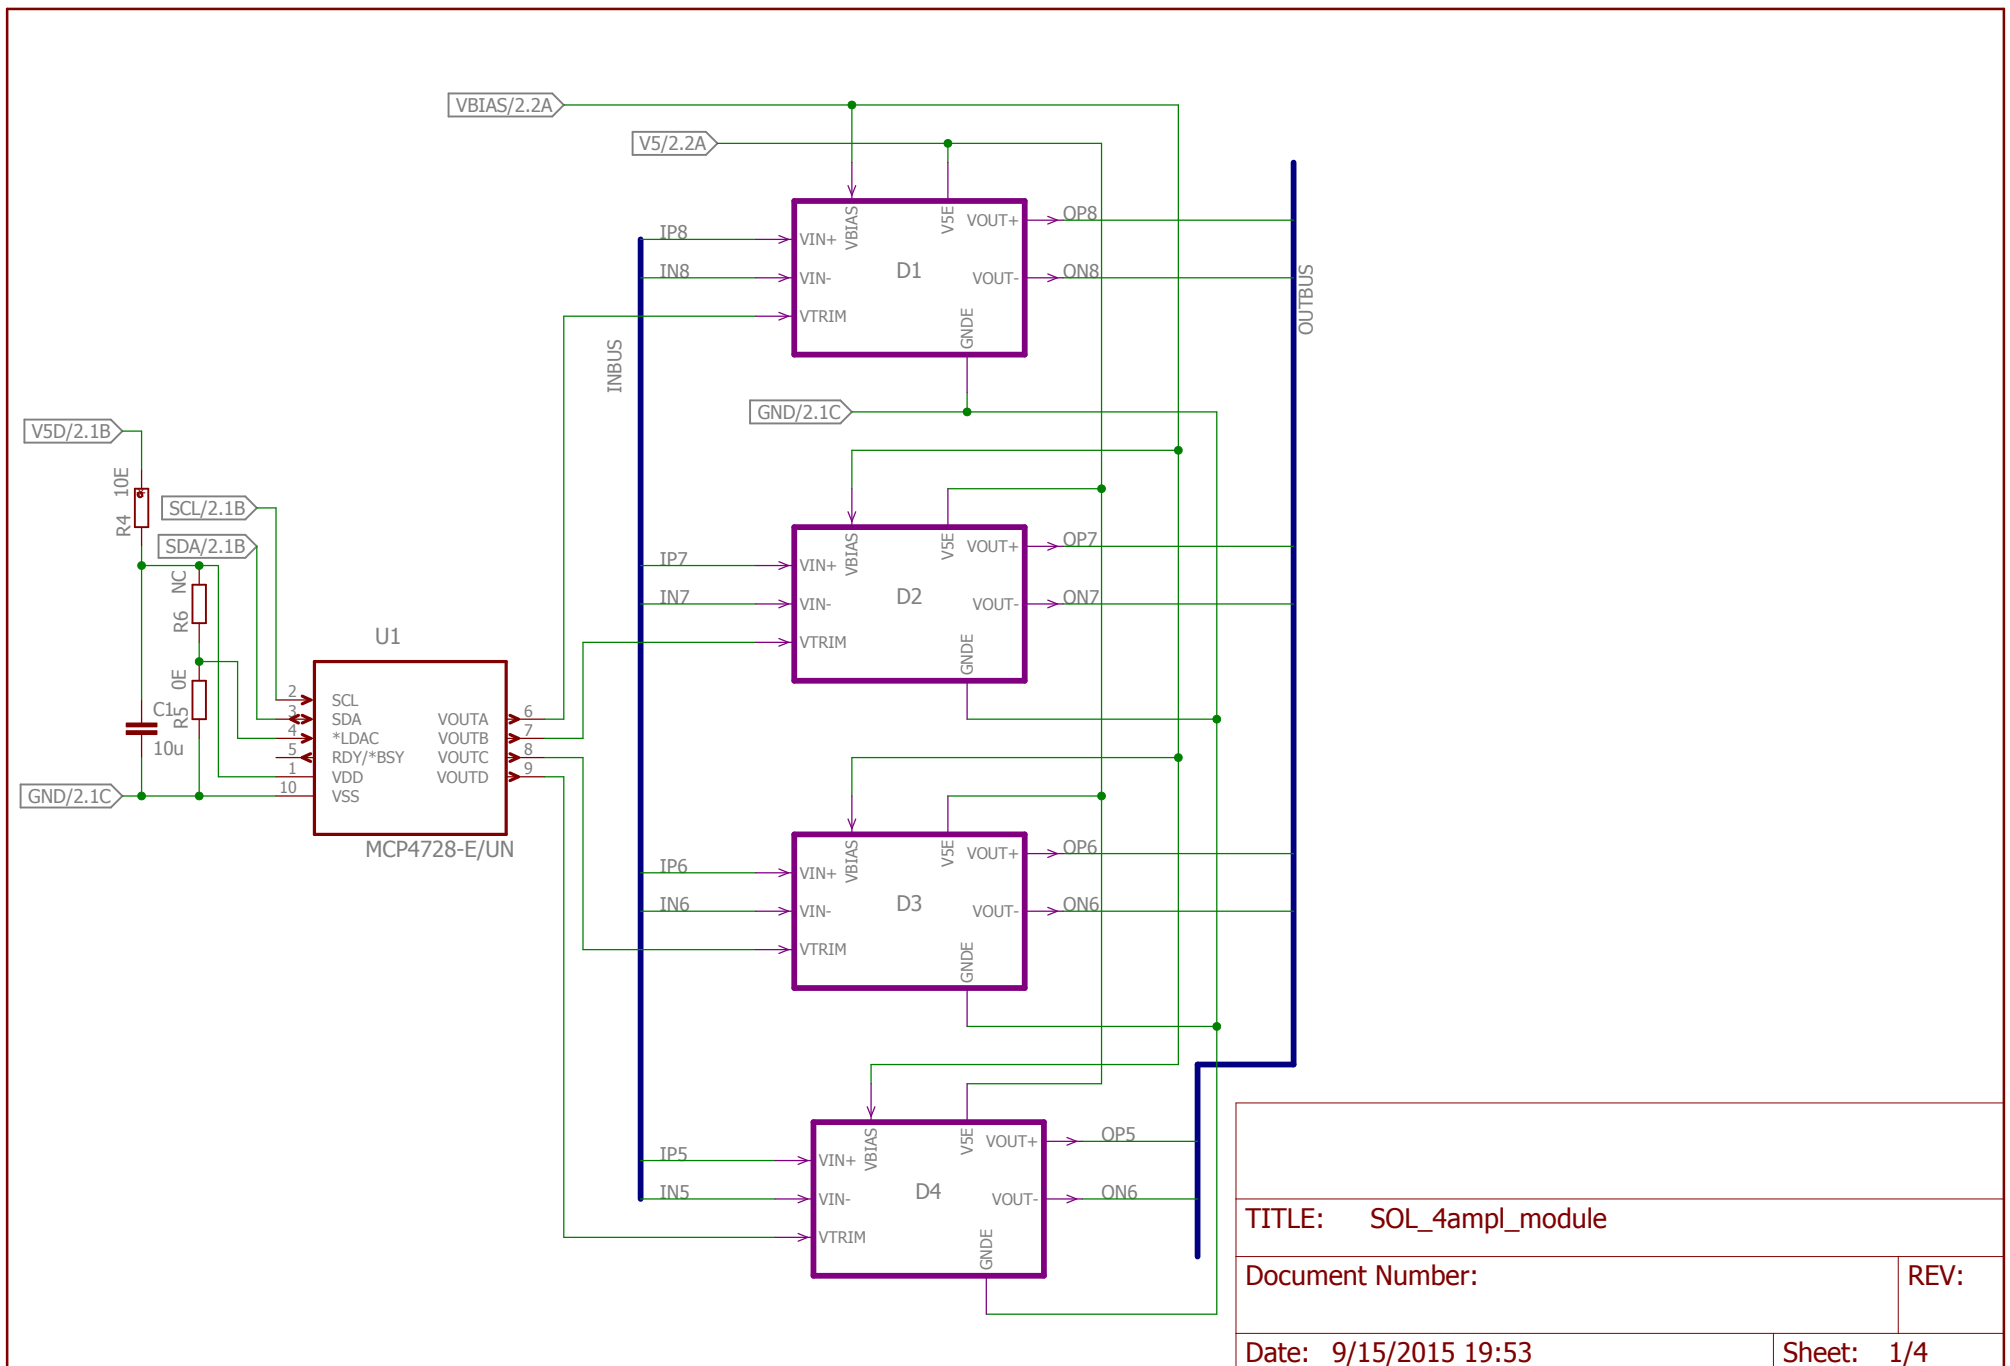 VBIAS/2.2A
V5/2.2A
VBIAS
V5E
VOUT+
OP8
IP8
VIN+
D1
IN8
VIN-
VOUT-
ON8
VTRIM
GNDE
OUTBUS
INBUS
GND/2.1C
V5D/2.1B
10E
R4
SCL/2.1B
SDA/2.1B
VBIAS
V5E
VOUT+
OP7
IP7
VIN+
D2
IN7
VIN-
VOUT-
ON7
VTRIM
GNDE
NC
R6
0E
R5
C1
10u
GND/2.1C
U1
2 SCL
3 SDA
4 *LDAC
5 RDY/*BSY
1 VDD
10 VSS
VOUTA 6
VOUTB 7
VOUTC 8
VOUTD 9
MCP4728-E/UN
VBIAS
V5E
VOUT+
OP6
IP6
VIN+
D3
IN6
VIN-
VOUT-
ON6
VTRIM
GNDE
VBIAS
V5E
VOUT+
OP5
IP5
VIN+
D4
IN5
VIN-
VOUT-
ON6
VTRIM
GNDE
TITLE: SOL_4ampl_module
Document Number:
REV:
Date: 9/15/2015 19:53
Sheet: 1/4